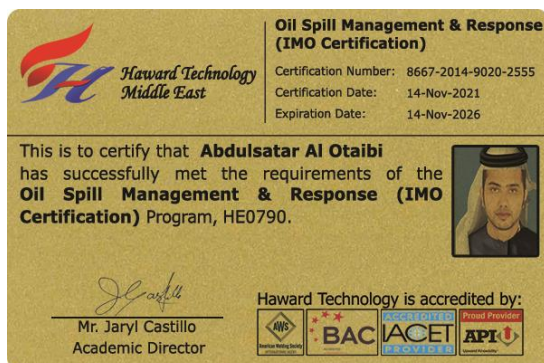 Haward Technology
Middle East
Oil Spill Management & Response
(IMO Certification)
Certification Number: 8667-2014-9020-2555
Certification Date: 14-Nov-2021
Expiration Date: 14-Nov-2026
This is to certify that Abdulsatar Al Otaibi
has successfully met the requirements of the
Oil Spill Management & Response (IMO
Certification) Program, HE0790.
Mr. Jaryl Castillo
Academic Director
Haward Technology is accredited by:
AWS
American Welding Society
BAC
ACCREDITED
IACET
PROVIDER
Proud Provider
API